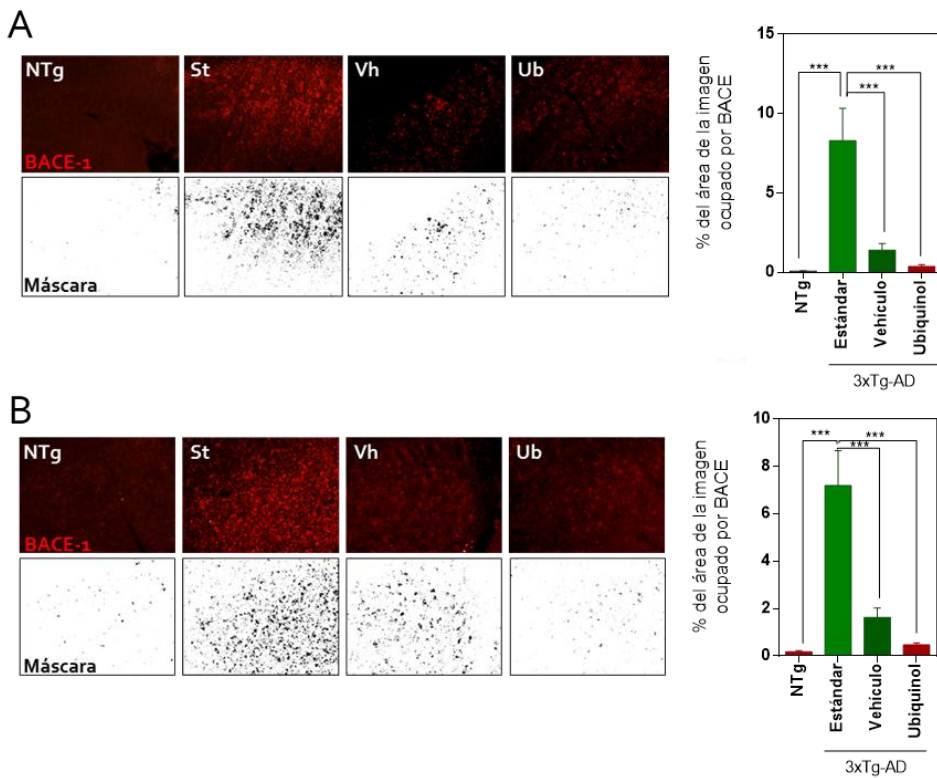 A
NTg
St
Vh
Ub
BACE-1
Máscara
% del área de la imagen
ocupado por BACE
15
10
5
0
***
***
***
NTg
Estándar
Vehículo
Ubiquinol
3xTg-AD
B
NTg
St
Vh
Ub
BACE-1
Máscara
% del área de la imagen
ocupado por BACE
10
8
6
4
2
0
***
***
***
NTg
Estándar
Vehículo
Ubiquinol
3xTg-AD